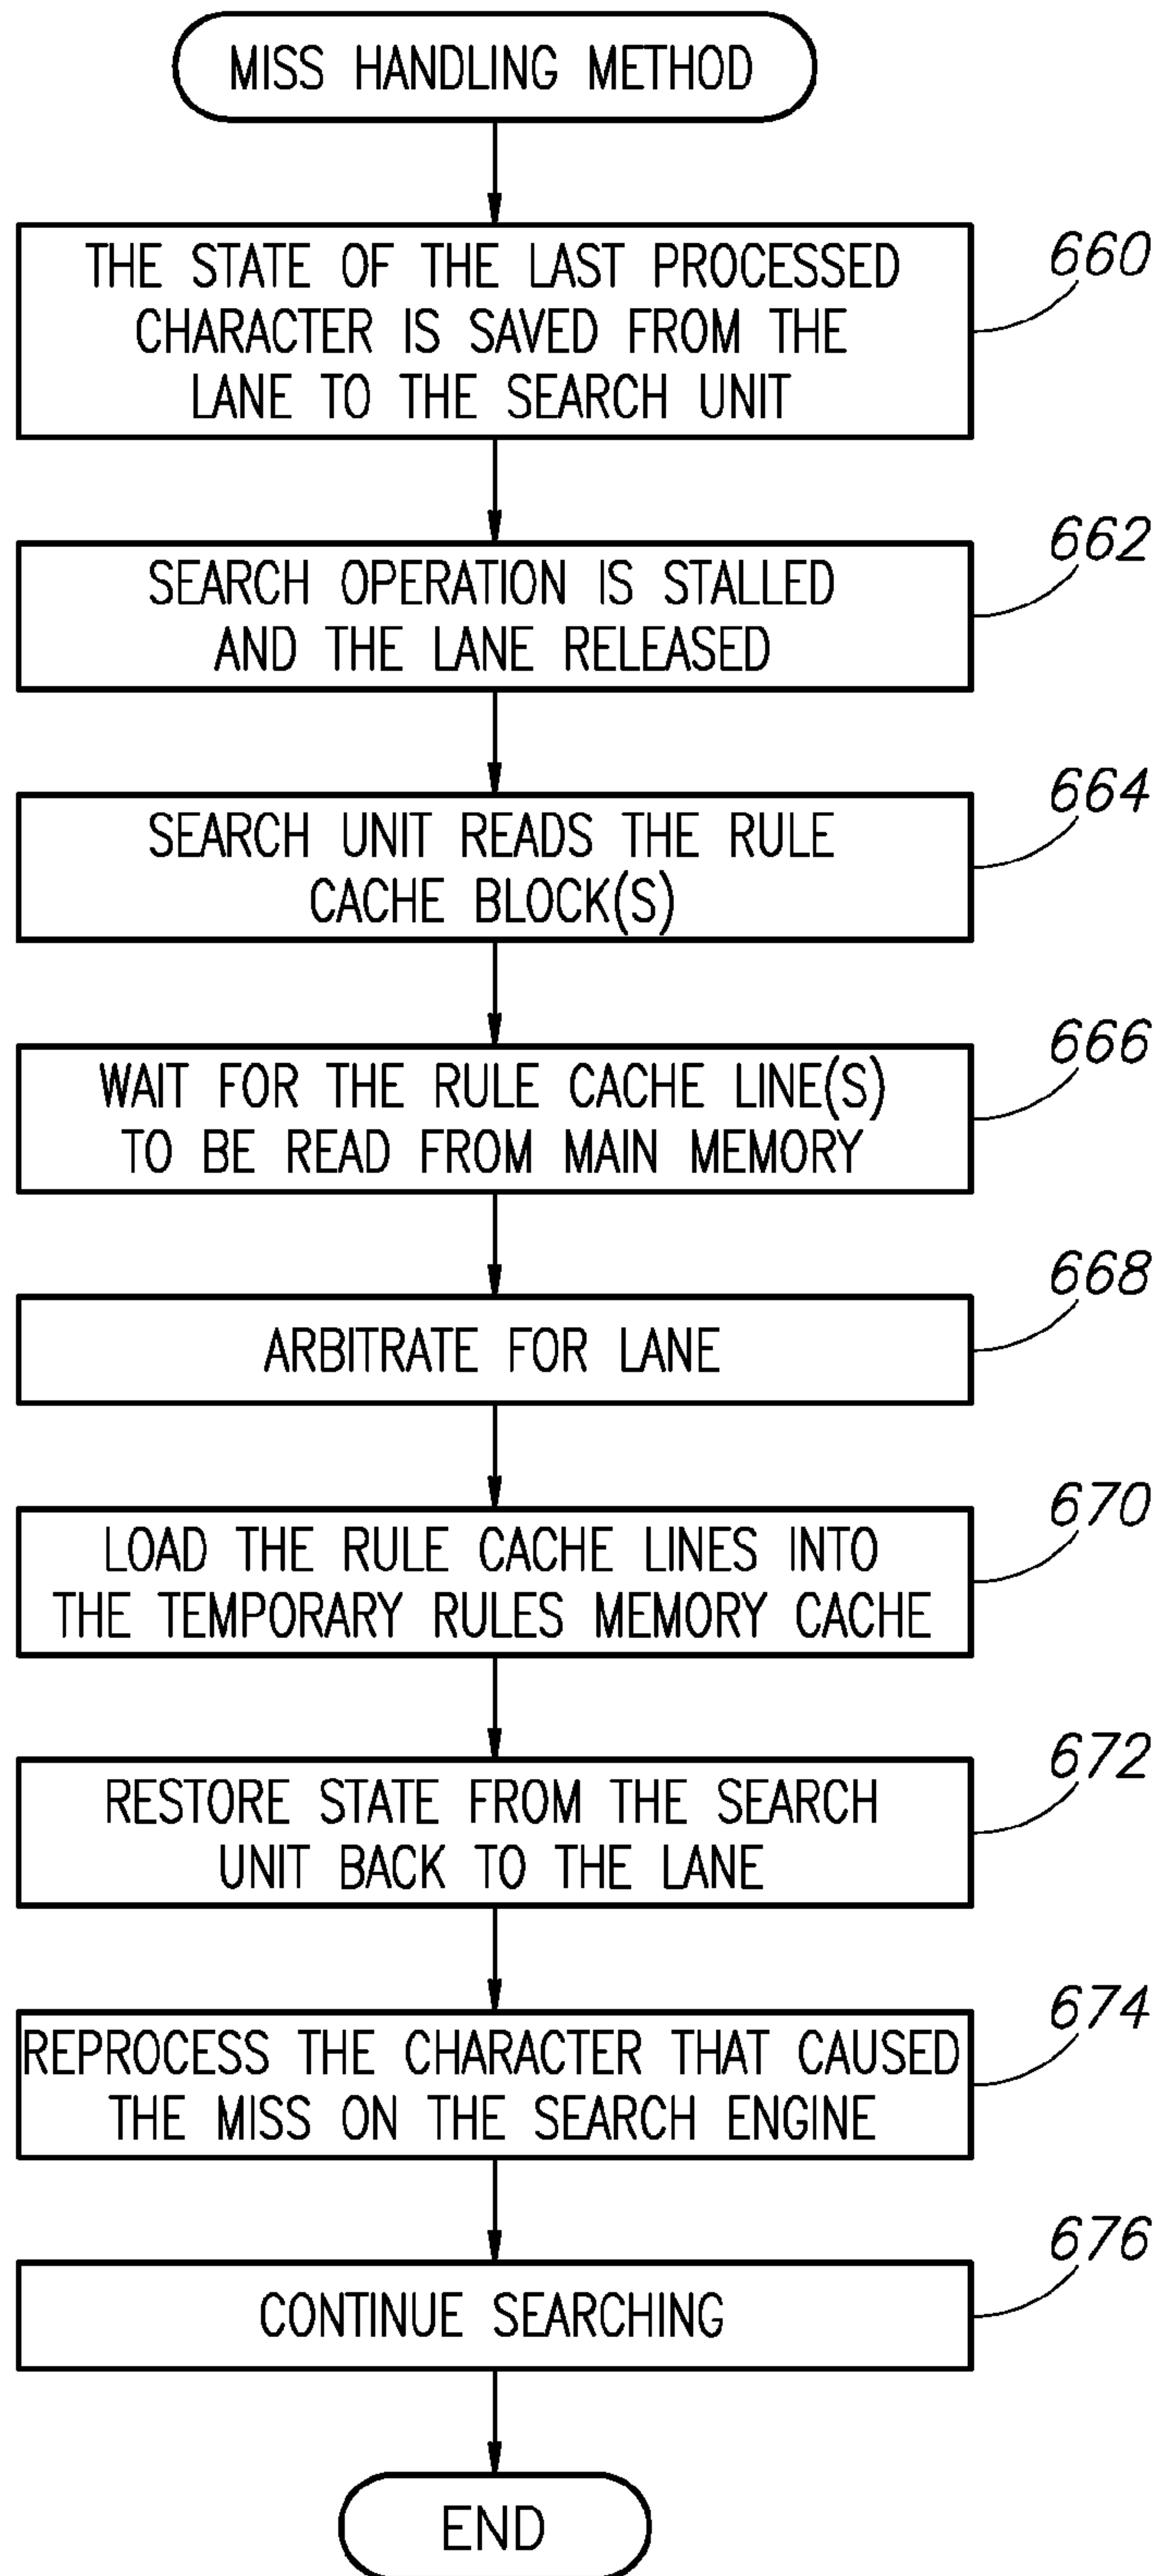 MISS HANDLING METHOD
THE STATE OF THE LAST PROCESSED
CHARACTER IS SAVED FROM THE
LANE TO THE SEARCH UNIT
660
SEARCH OPERATION IS STALLED
AND THE LANE RELEASED
662
SEARCH UNIT READS THE RULE
CACHE BLOCK(S)
664
WAIT FOR THE RULE CACHE LINE(S)
TO BE READ FROM MAIN MEMORY
666
ARBITRATE FOR LANE
668
LOAD THE RULE CACHE LINES INTO
THE TEMPORARY RULES MEMORY CACHE
670
RESTORE STATE FROM THE SEARCH
UNIT BACK TO THE LANE
672
REPROCESS THE CHARACTER THAT CAUSED
THE MISS ON THE SEARCH ENGINE
674
CONTINUE SEARCHING
676
END